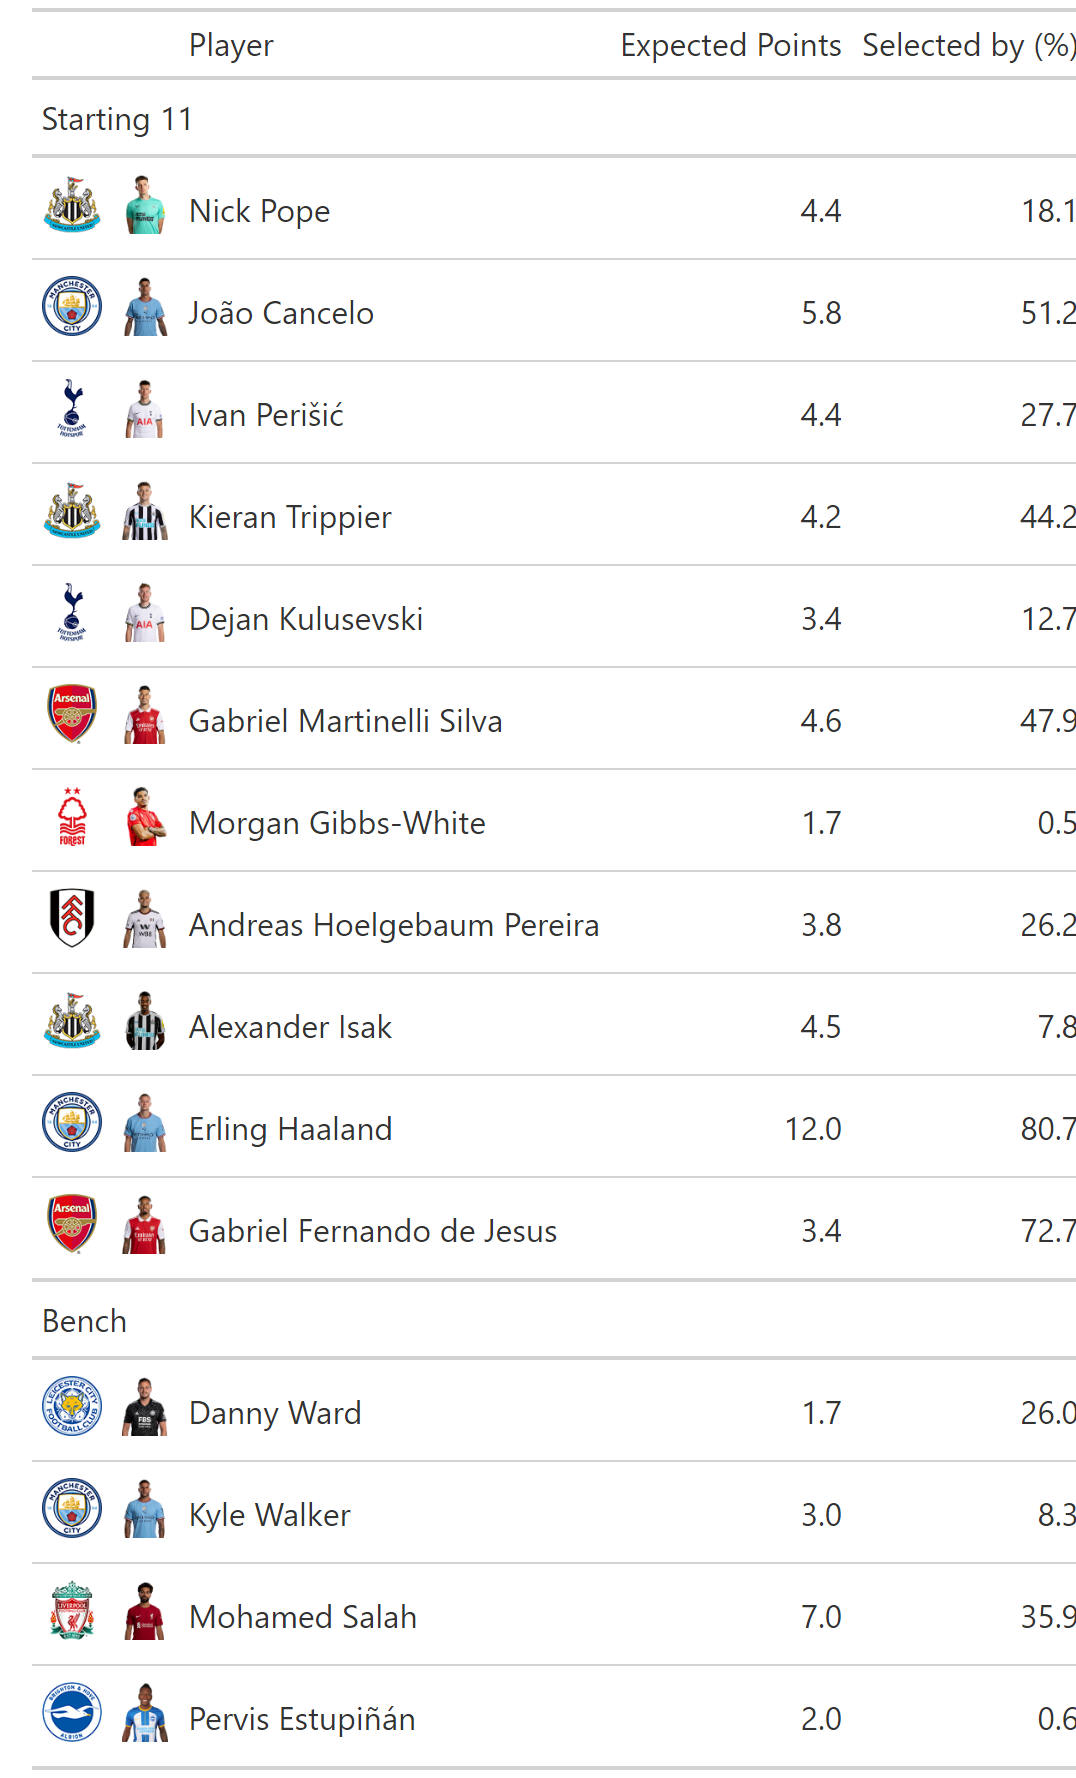 Player Expected Points Selected by (%)
Starting 11
Nick Pope 4.4 18.1
João Cancelo 5.8 51.2
Ivan Perišić 4.4 27.7
Kieran Trippier 4.2 44.2
Dejan Kulusevski 3.4 12.7
Gabriel Martinelli Silva 4.6 47.9
Morgan Gibbs-White 1.7 0.5
Andreas Hoelgebaum Pereira 3.8 26.2
Alexander Isak 4.5 7.8
Erling Haaland 12.0 80.7
Gabriel Fernando de Jesus 3.4 72.7
Bench
Danny Ward 1.7 26.0
Kyle Walker 3.0 8.3
Mohamed Salah 7.0 35.9
Pervis Estupiñán 2.0 0.6